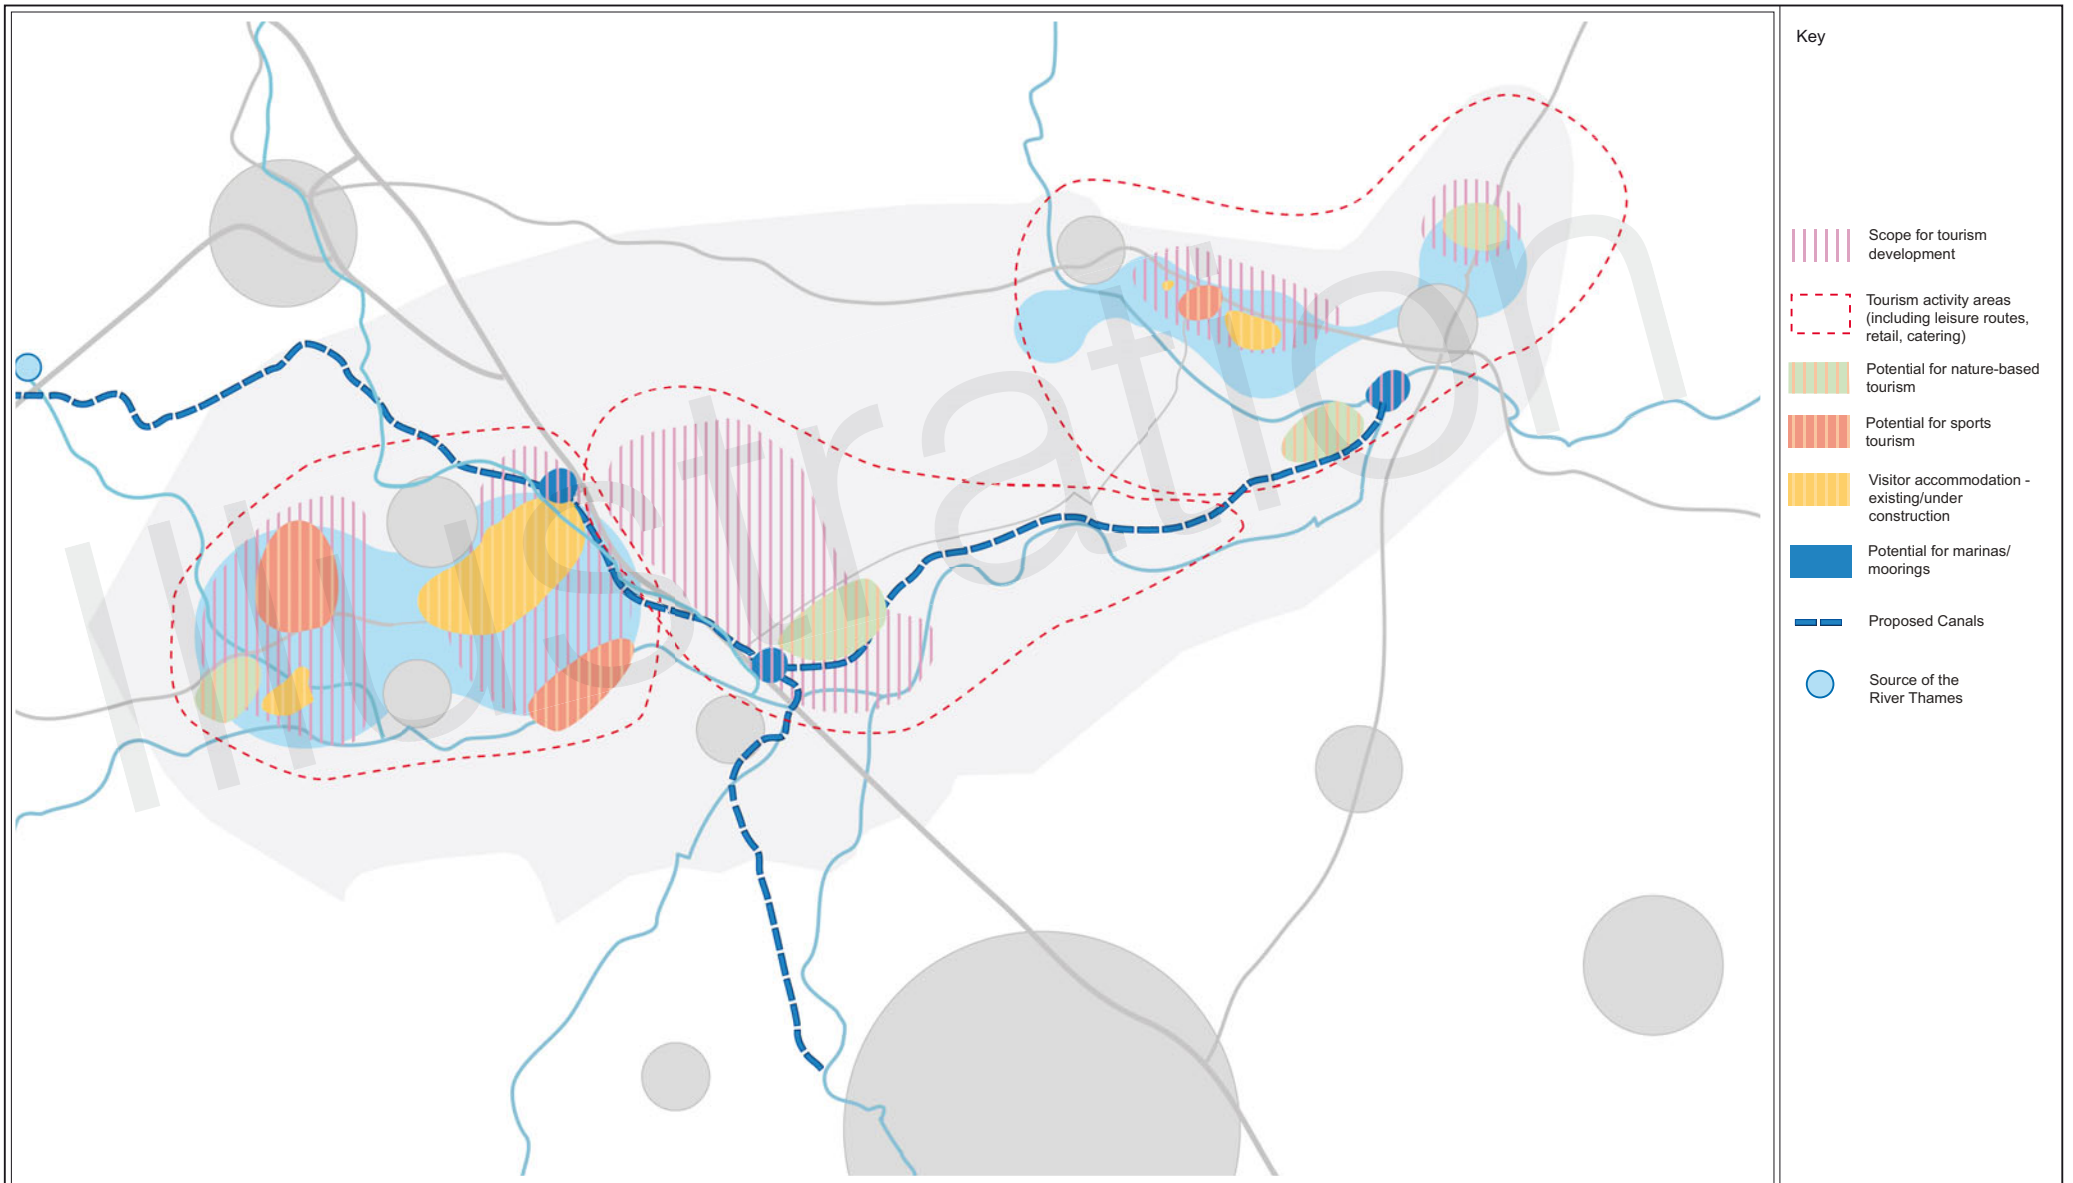 Key
Scope for tourism
development
Tourism activity areas
(including leisure routes,
retail, catering)
Potential for nature-based
tourism
Potential for sports
tourism
Visitor accommodation -
existing/under
construction
Potential for marinas/
moorings
Proposed Canals
Source of the
River Thames
Illustration